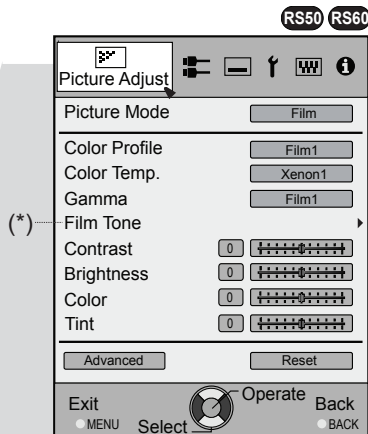 RS50 RS60
Picture Adjust
Picture Mode Film
Color Profile Film1
Color Temp. Xenon1
Gamma Film1
(*) Film Tone
Contrast 0
Brightness 0
Color 0
Tint 0
Advanced Reset
Exit Operate Back
MENU Select BACK